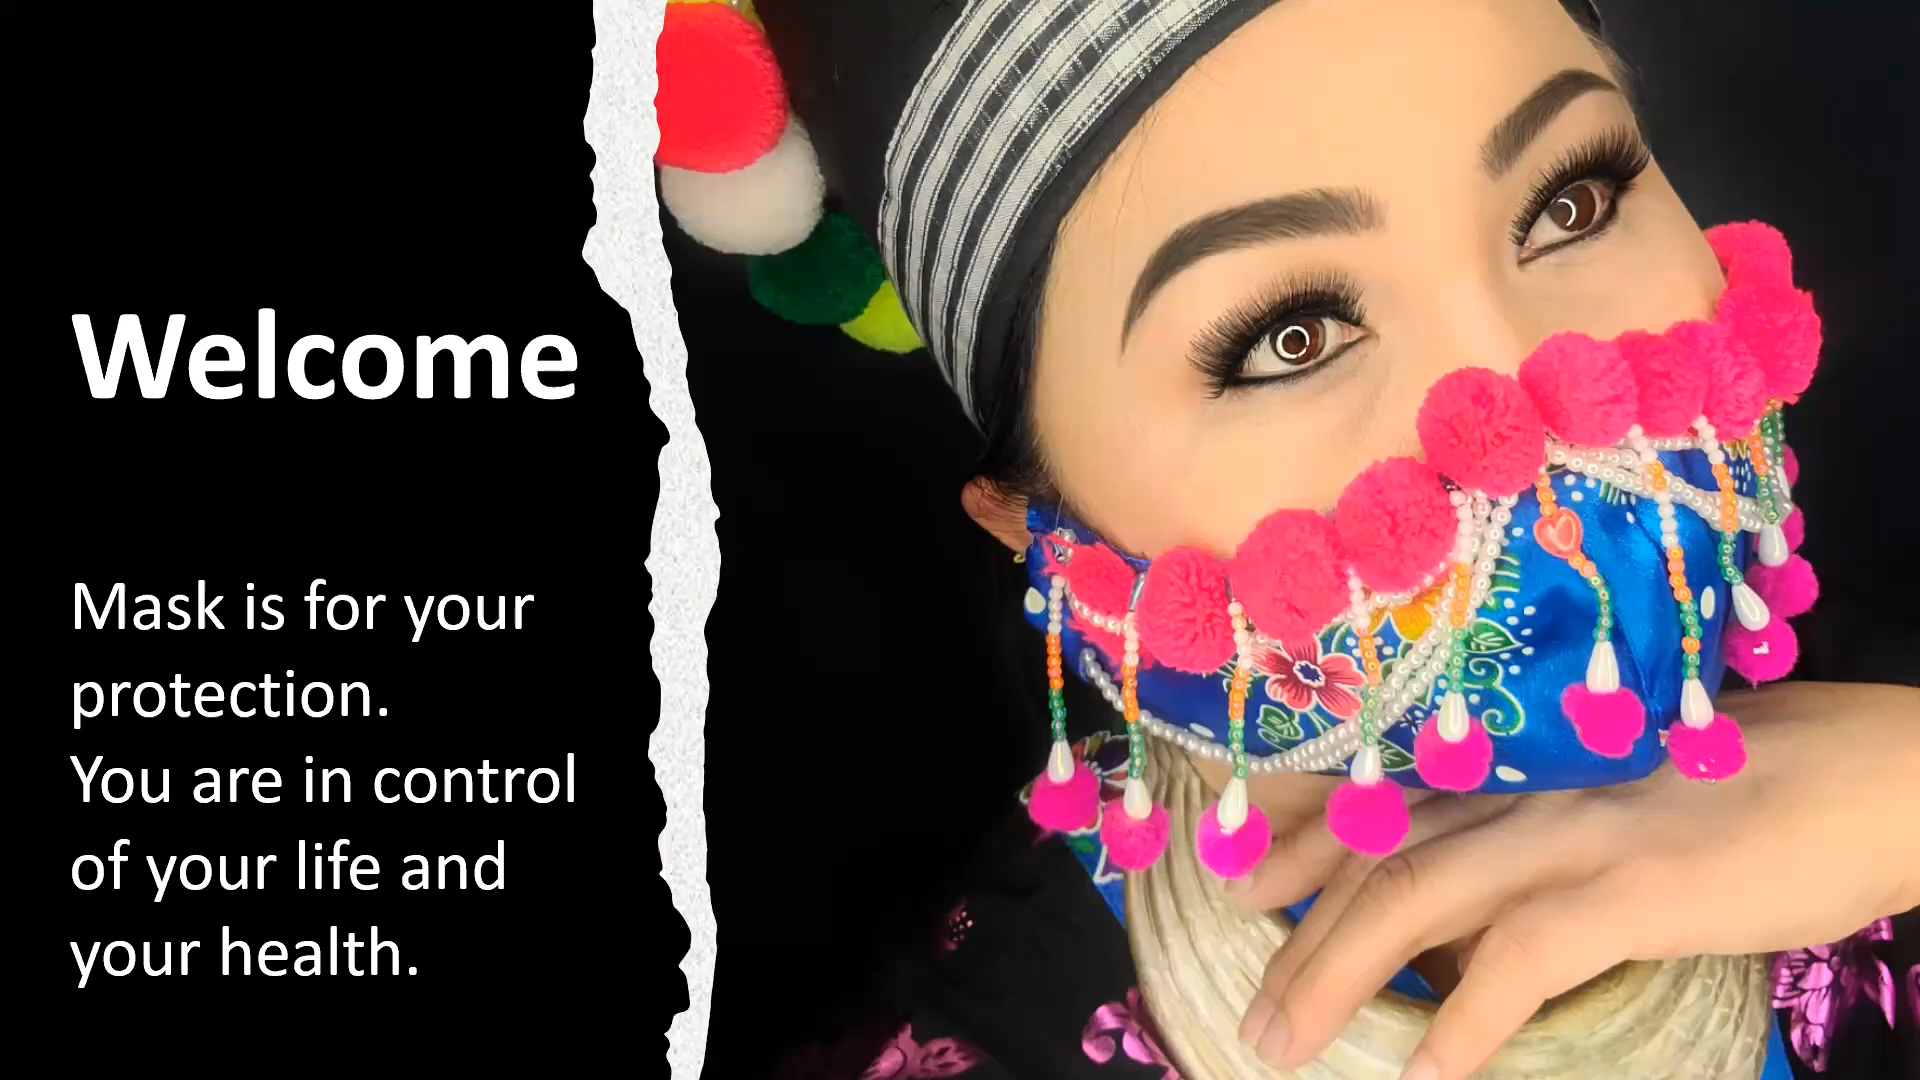 Welcome
Mask is for your
protection.
You are in control
of your life and
your health.